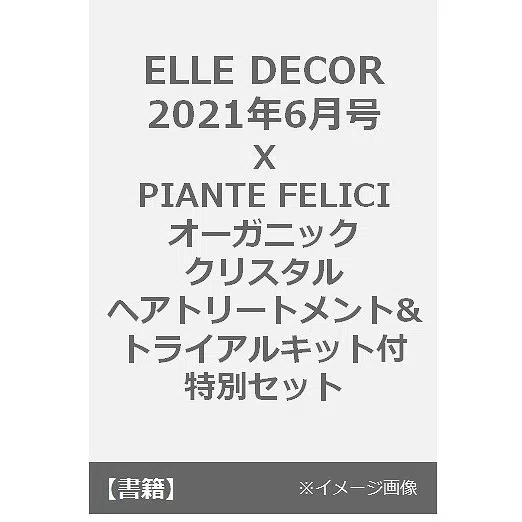 ELLE DECOR
2021年6月号
X
PIANTE FELICI
オーガニック
クリスタル
ヘアトリートメント&
トライアルキット付
特別セット
【書籍】 ※イメージ画像